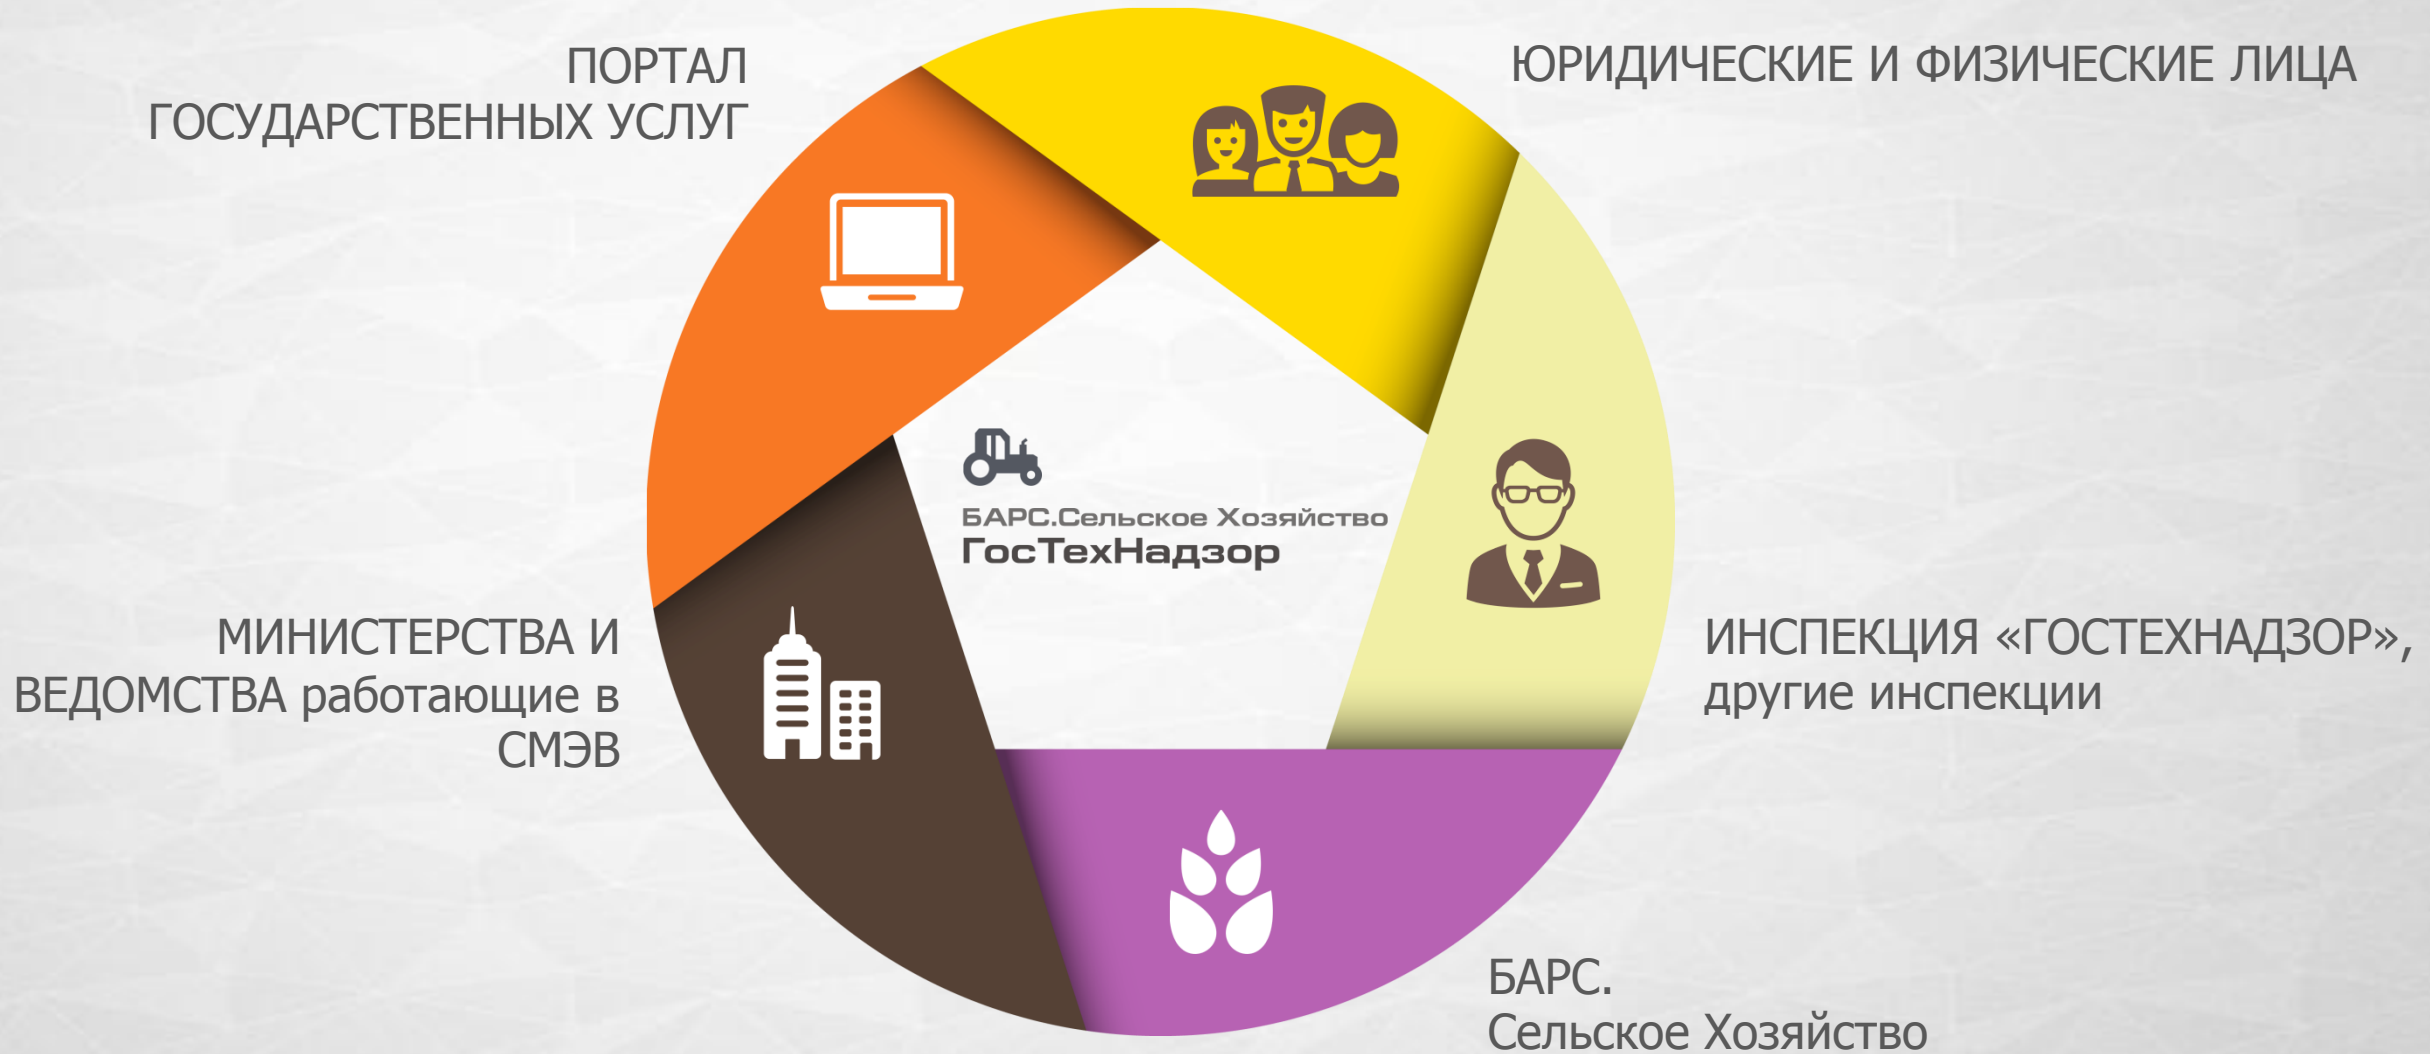 ПОРТАЛ
ГОСУДАРСТВЕННЫХ УСЛУГ
ЮРИДИЧЕСКИЕ И ФИЗИЧЕСКИЕ ЛИЦА
БАРС.Сельское Хозяйство
ГосТехНадзор
МИНИСТЕРСТВА И
ВЕДОМСТВА работающие в
СМЭВ
ИНСПЕКЦИЯ «ГОСТЕХНАДЗОР»,
другие инспекции
БАРС.
Сельское Хозяйство